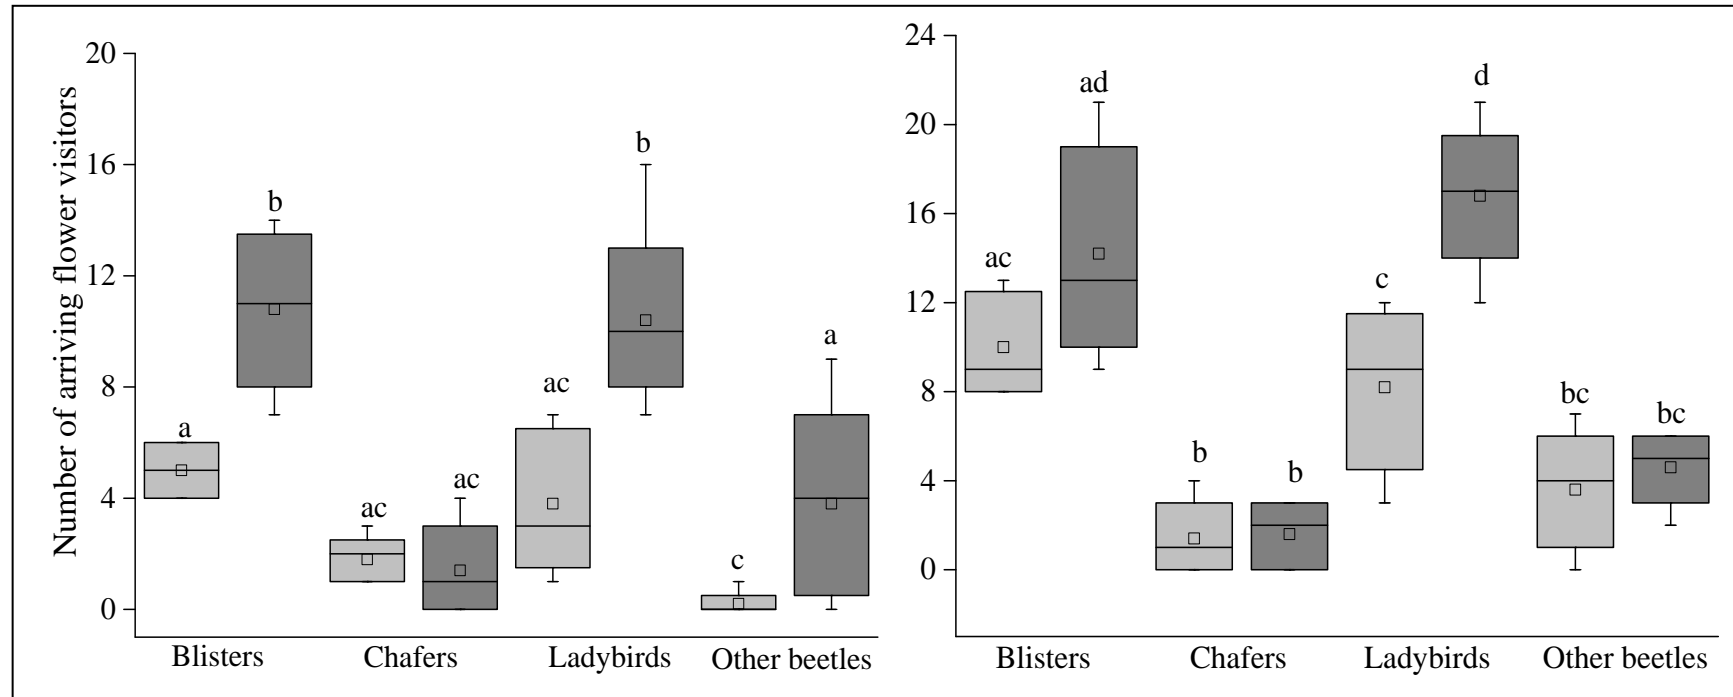 Number of arriving flower visitors
20
16
12
8
4
0
a
b
ac
ac
ac
b
c
a
Blisters
Chafers
Ladybirds
Other beetles
24
20
16
12
8
4
0
ac
ad
b
b
c
d
bc
bc
Blisters
Chafers
Ladybirds
Other beetles